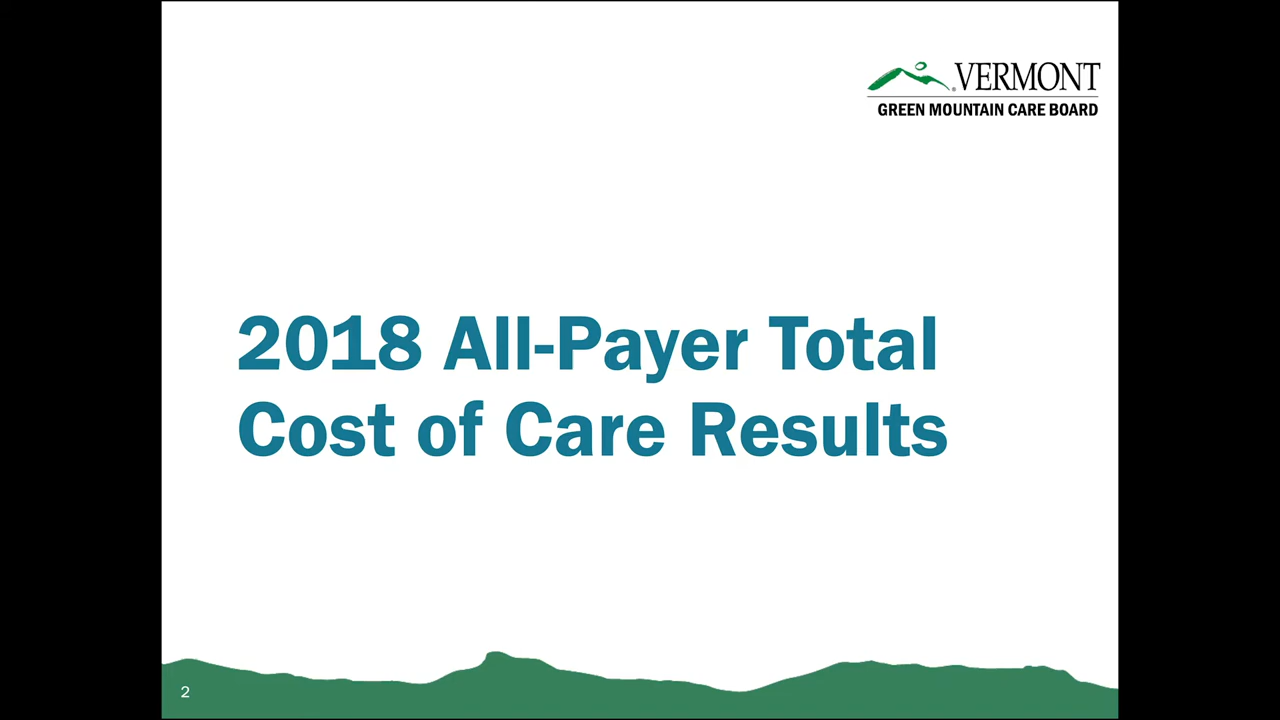 VERMONT
GREEN MOUNTAIN CARE BOARD
2018 All-Payer Total
Cost of Care Results
2